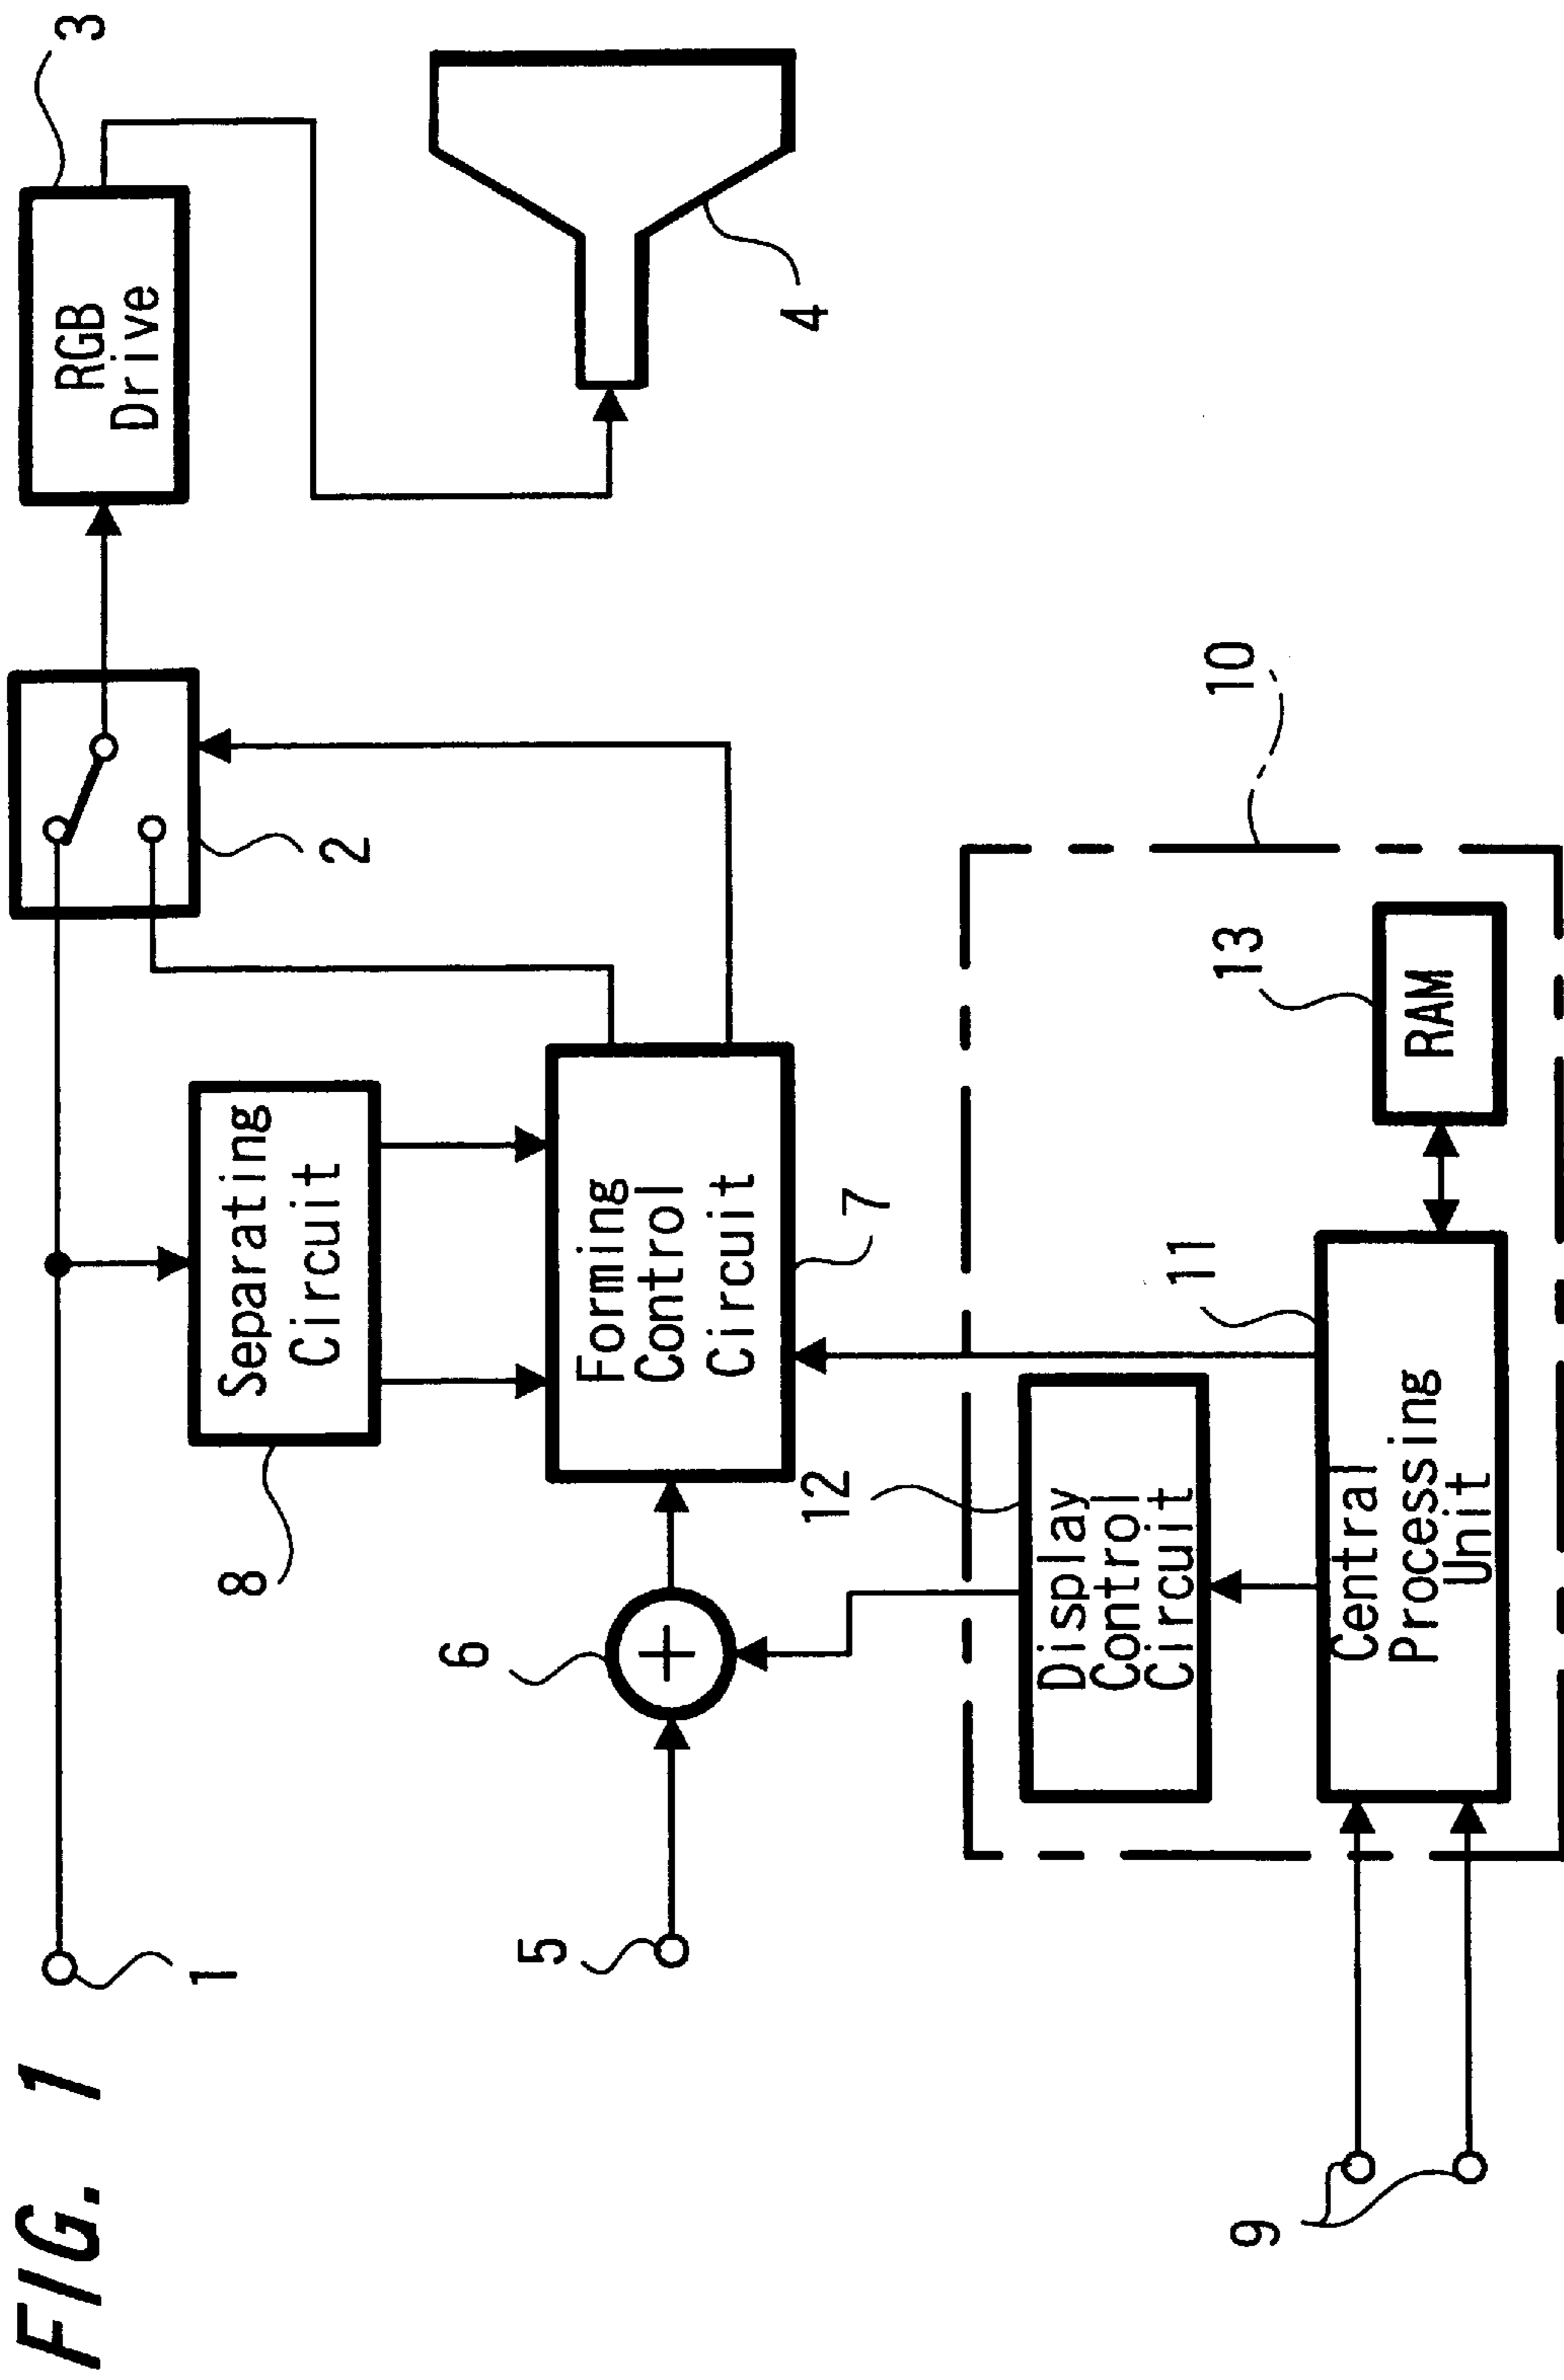 FIG. 1
1
2
3
RGB
Drive
4
Separating
Circuit
8
Forming
Control
Circuit
7
5
6
10
12
Display
Control
Circuit
11
Central
Processing
Unit
13
RAM
9